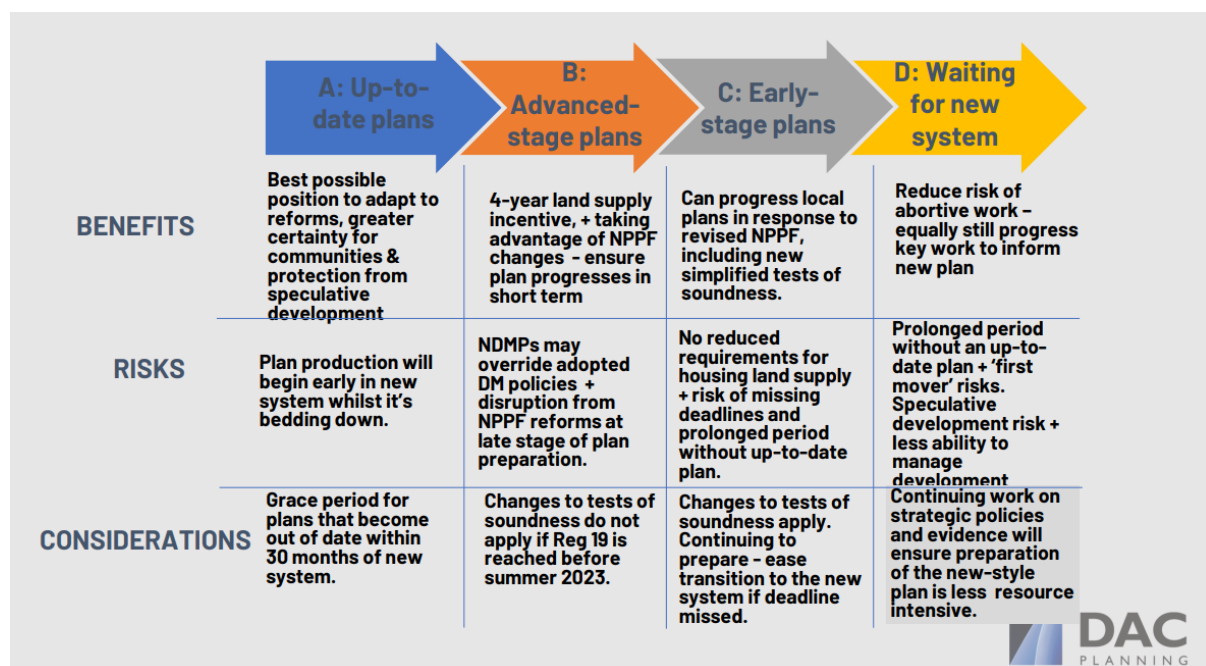 A: Up-to-
date plans
B:
Advanced-
stage plans
C: Early-
stage plans
D: Waiting
for new
system
BENEFITS
Best possible
position to adapt to
reforms, greater
certainty for
communities &
protection from
speculative
development
4-year land supply
incentive, + taking
advantage of NPPF
changes - ensure
plan progresses in
short term
Can progress local
plans in response to
revised NPPF,
including new
simplified tests of
soundness.
Reduce risk of
abortive work –
equally still progress
key work to inform
new plan
RISKS
Plan production will
begin early in new
system whilst it's
bedding down.
NDMPs may
override adopted
DM policies +
disruption from
NPPF reforms at
late stage of plan
preparation.
No reduced
requirements for
housing land supply
+ risk of missing
deadlines and
prolonged period
without up-to-date
plan.
Prolonged period
without an up-to-
date plan + 'first
mover' risks.
Speculative
development risk +
less ability to
manage
development
CONSIDERATIONS
Grace period for
plans that become
out of date within
30 months of new
system.
Changes to tests of
soundness do not
apply if Reg 19 is
reached before
summer 2023.
Changes to tests of
soundness apply.
Continuing to
prepare - ease
transition to the new
system if deadline
missed.
Continuing work on
strategic policies
and evidence will
ensure preparation
of the new-style
plan is less resource
intensive.
DAC
PLANNING